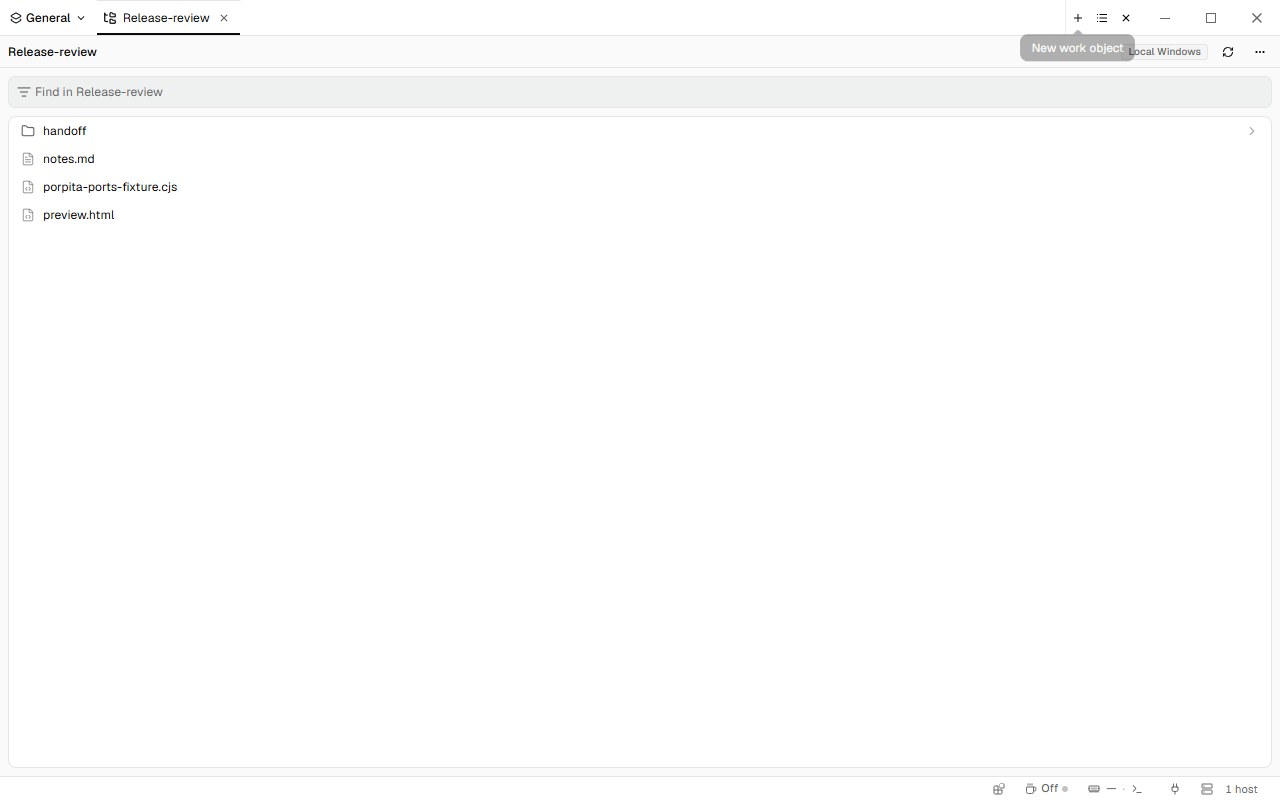 General
Release-review
New work object
Release-review
Local Windows
Find in Release-review
handoff
notes.md
porpita-ports-fixture.cjs
preview.html
Off
1 host